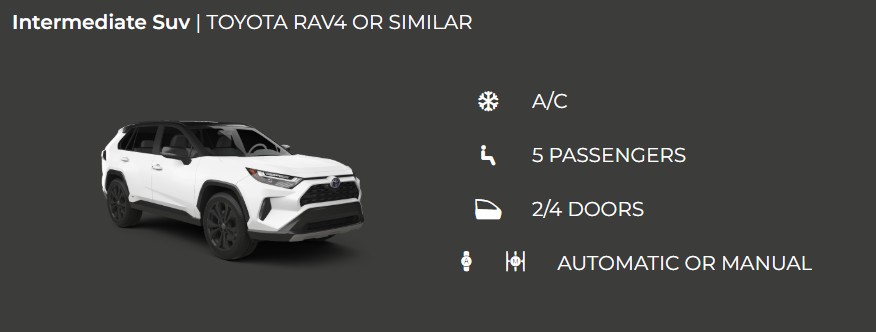 Intermediate Suv | TOYOTA RAV4 OR SIMILAR
A/C
5 PASSENGERS
2/4 DOORS
AUTOMATIC OR MANUAL